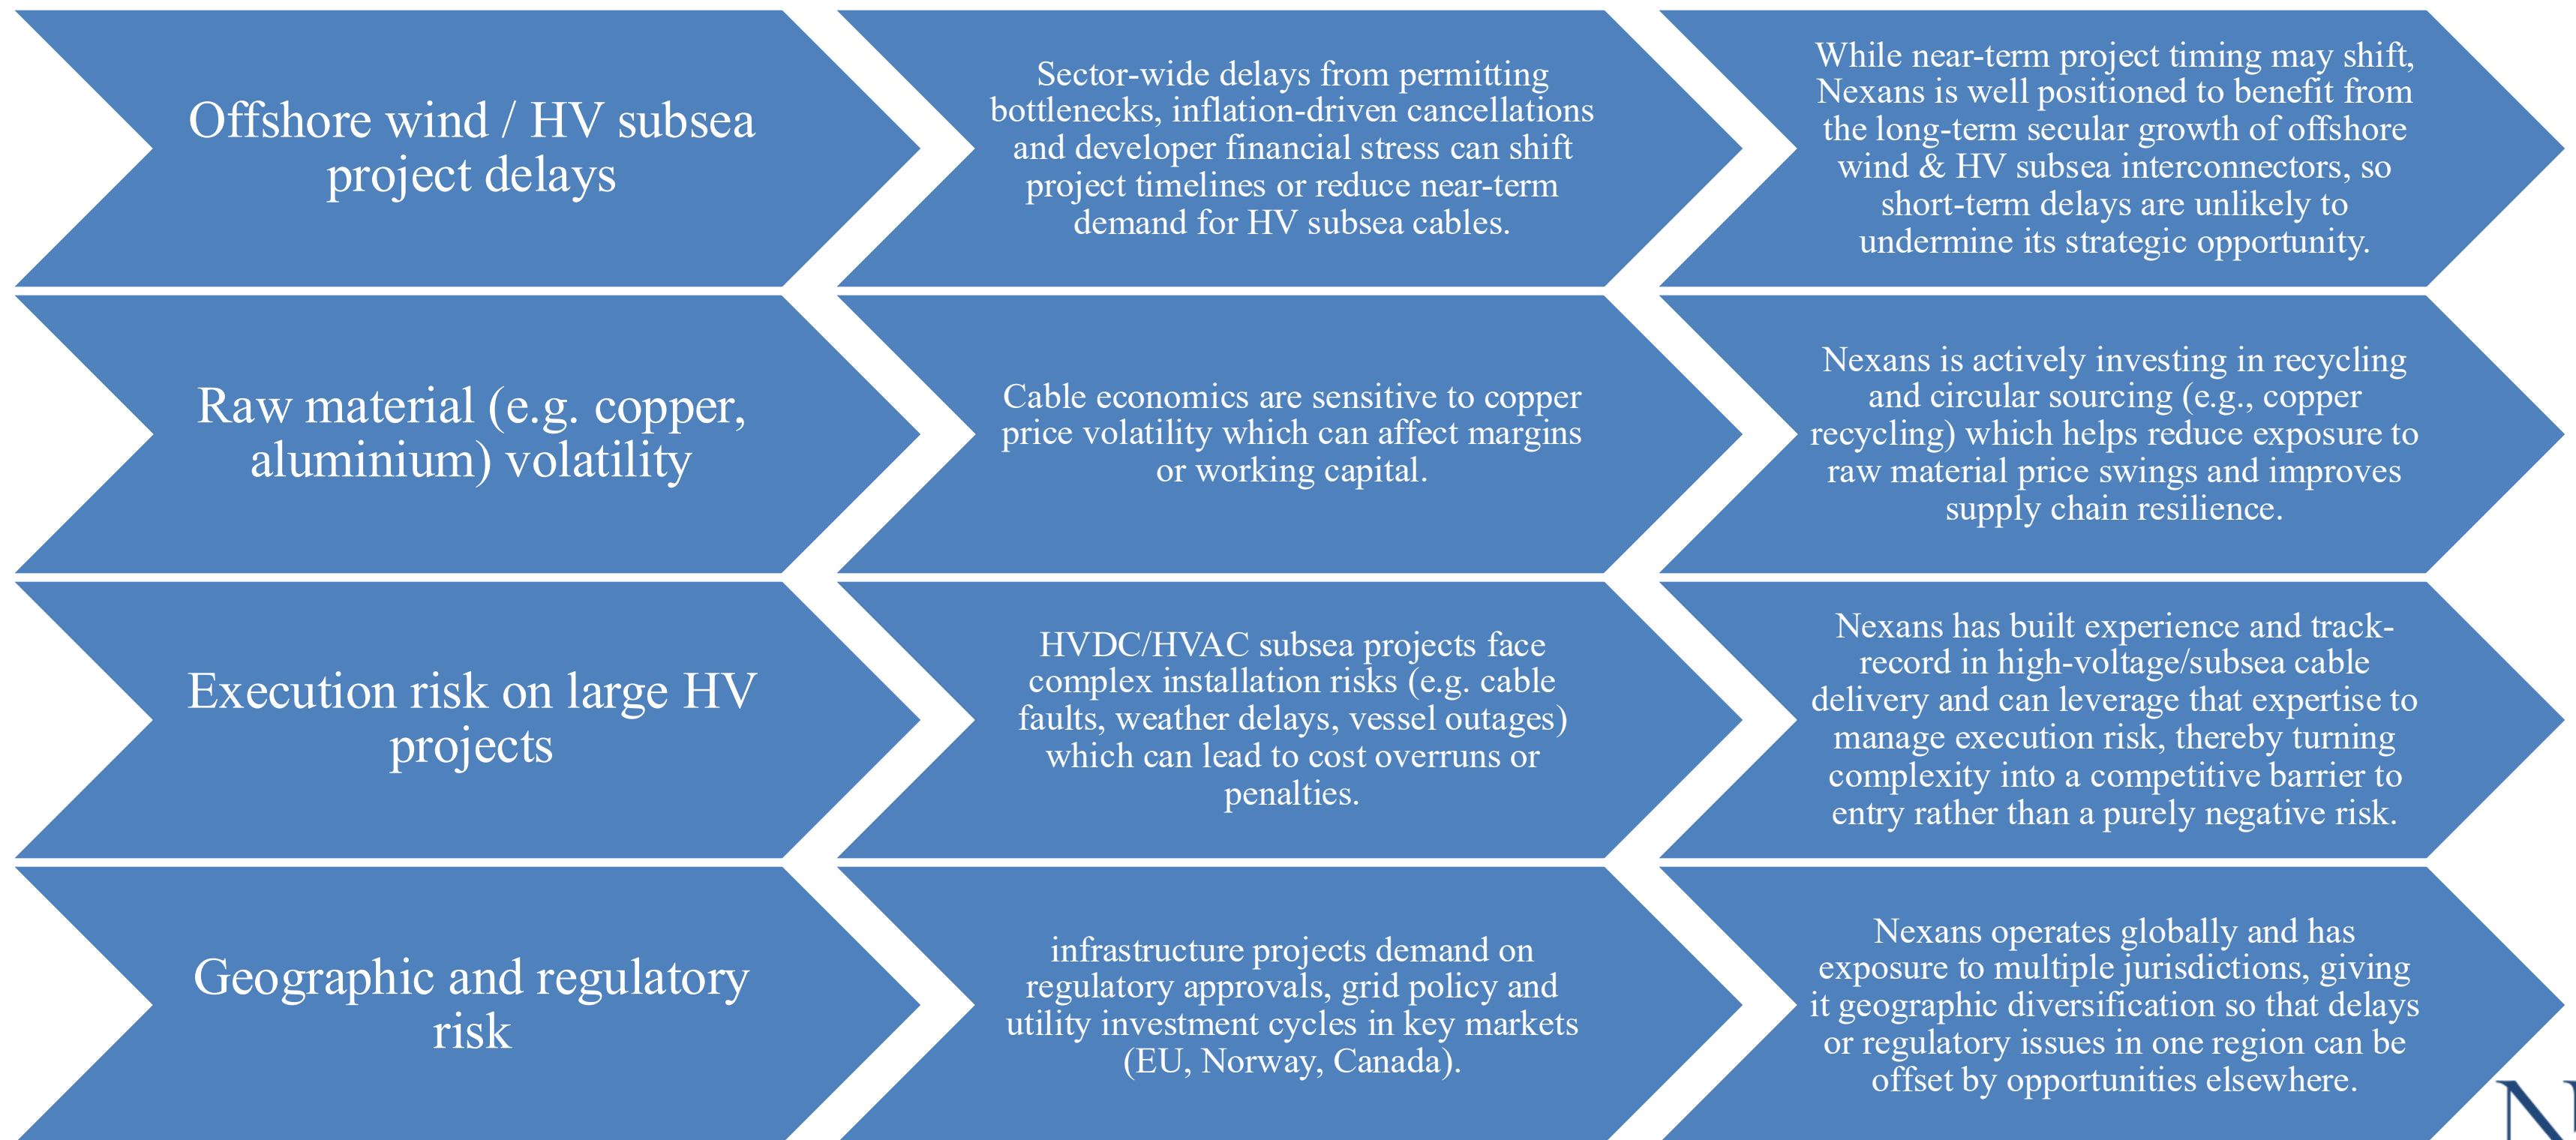 Offshore wind / HV subsea
project delays
Sector-wide delays from permitting
bottlenecks, inflation-driven cancellations
and developer financial stress can shift
project timelines or reduce near-term
demand for HV subsea cables.
While near-term project timing may shift,
Nexans is well positioned to benefit from
the long-term secular growth of offshore
wind & HV subsea interconnectors, so
short-term delays are unlikely to
undermine its strategic opportunity.
Raw material (e.g. copper,
aluminium) volatility
Cable economics are sensitive to copper
price volatility which can affect margins
or working capital.
Nexans is actively investing in recycling
and circular sourcing (e.g., copper
recycling) which helps reduce exposure to
raw material price swings and improves
supply chain resilience.
Execution risk on large HV
projects
HVDC/HVAC subsea projects face
complex installation risks (e.g. cable
faults, weather delays, vessel outages)
which can lead to cost overruns or
penalties.
Nexans has built experience and track-
record in high-voltage/subsea cable
delivery and can leverage that expertise to
manage execution risk, thereby turning
complexity into a competitive barrier to
entry rather than a purely negative risk.
Geographic and regulatory
risk
infrastructure projects demand on
regulatory approvals, grid policy and
utility investment cycles in key markets
(EU, Norway, Canada).
Nexans operates globally and has
exposure to multiple jurisdictions, giving
it geographic diversification so that delays
or regulatory issues in one region can be
offset by opportunities elsewhere.